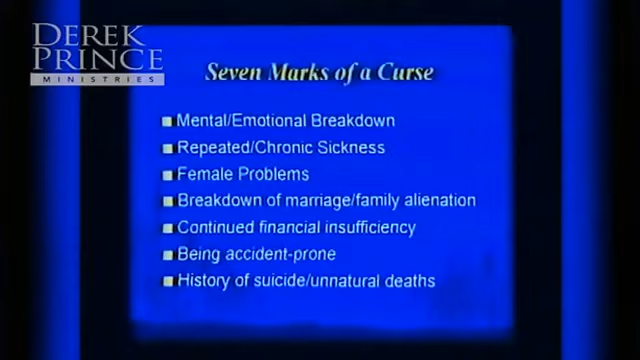 DEREK
PRINCE
MINISTRIES
Seven Marks of a Curse
Mental/Emotional Breakdown
Repeated/Chronic Sickness
Female Problems
Breakdown of marriage/family alienation
Continued financial insufficiency
Being accident-prone
History of suicide/unnatural deaths